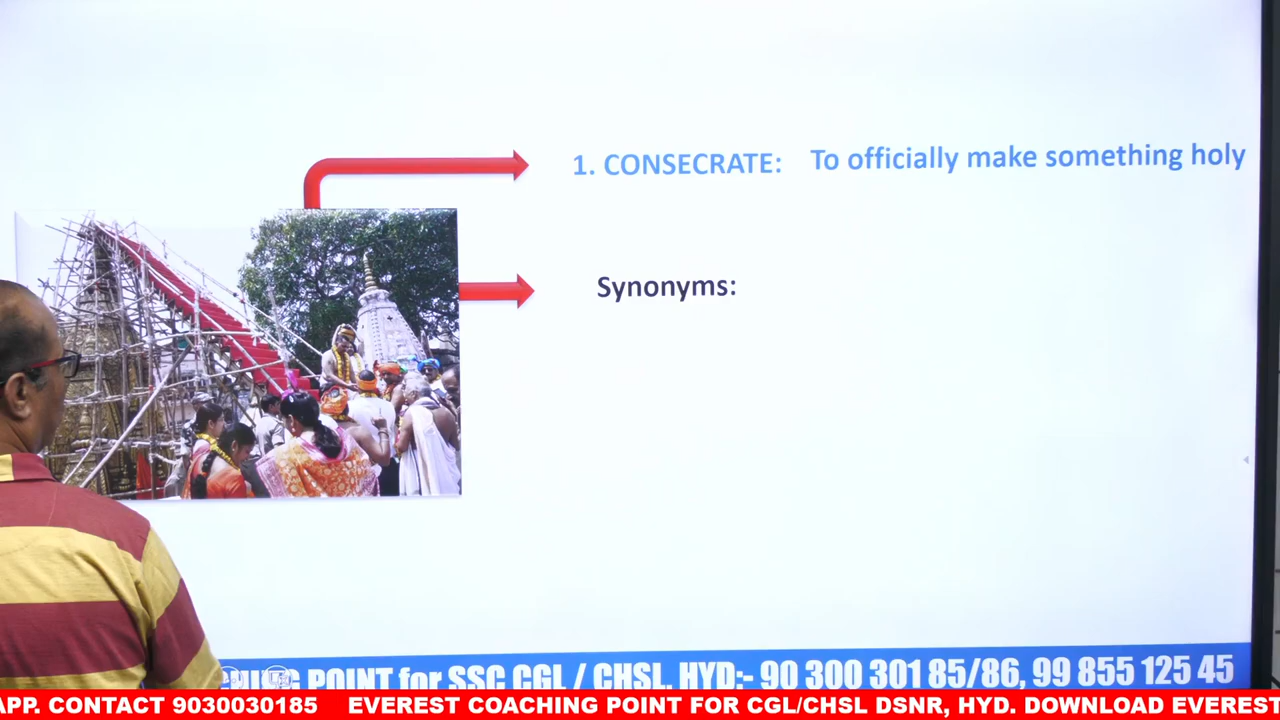 1. CONSECRATE: To officially make something holy
Synonyms:
POINT for SSC CGL / CHSL, HYD:- 90 300 301 85/86, 99 855 125 45
APP. CONTACT 9030030185 EVEREST COACHING POINT FOR CGL/CHSL DSNR, HYD. DOWNLOAD EVEREST